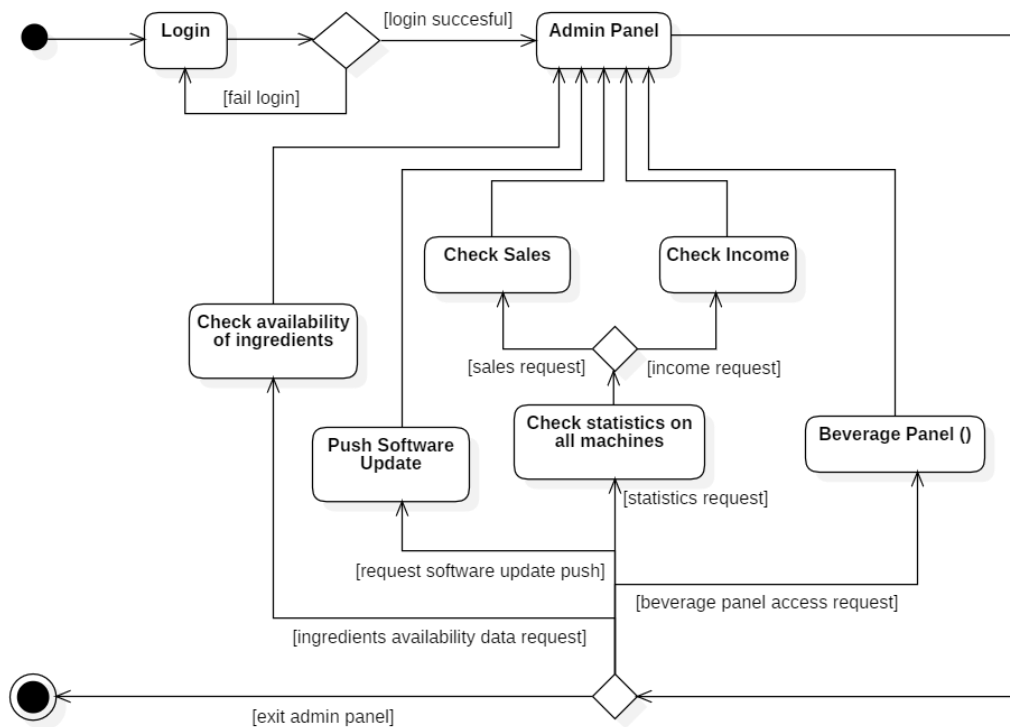 [login succesful]
Login
Admin Panel
[fail login]
Check Sales
Check Income
Check availability
of ingredients
[sales request]
[income request]
Check statistics on
all machines
Push Software
Update
Beverage Panel ()
[statistics request]
[request software update push]
[beverage panel access request]
[ingredients availability data request]
[exit admin panel]